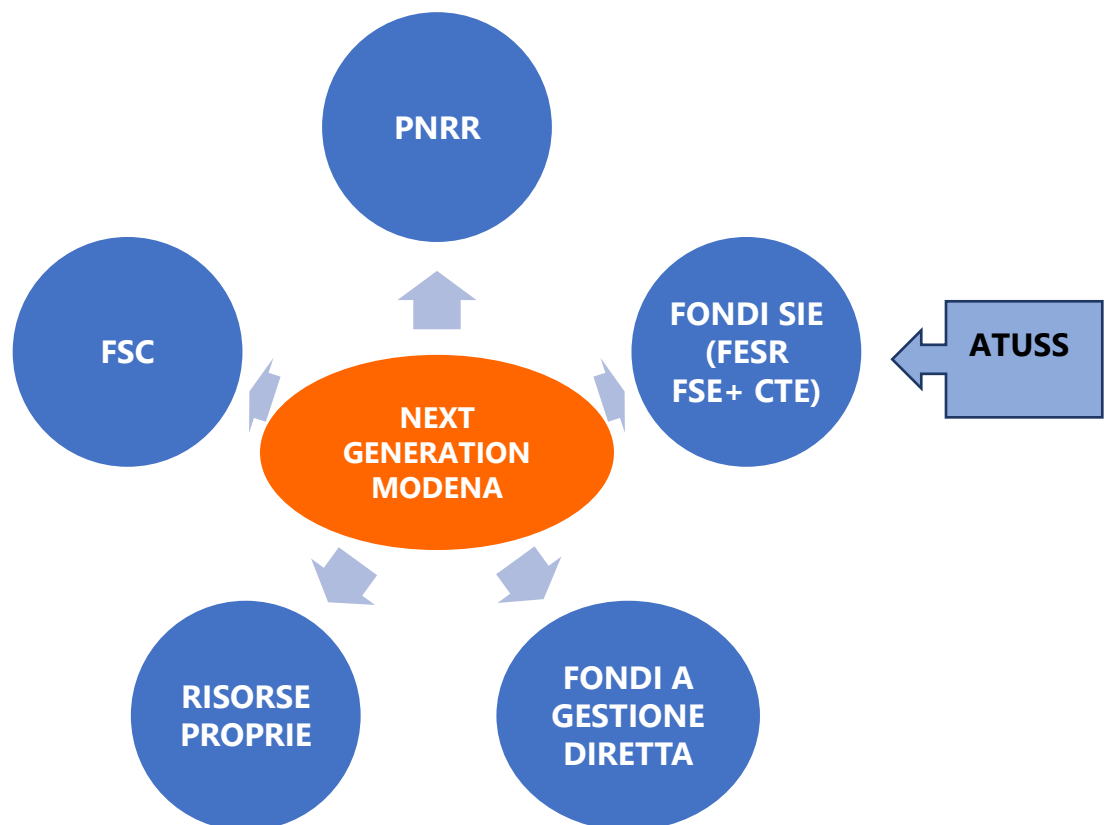 PNRR
FSC
FONDI SIE
(FESR
FSE+ CTE)
ATUSS
NEXT
GENERATION
MODENA
RISORSE
PROPRIE
FONDI A
GESTIONE
DIRETTA